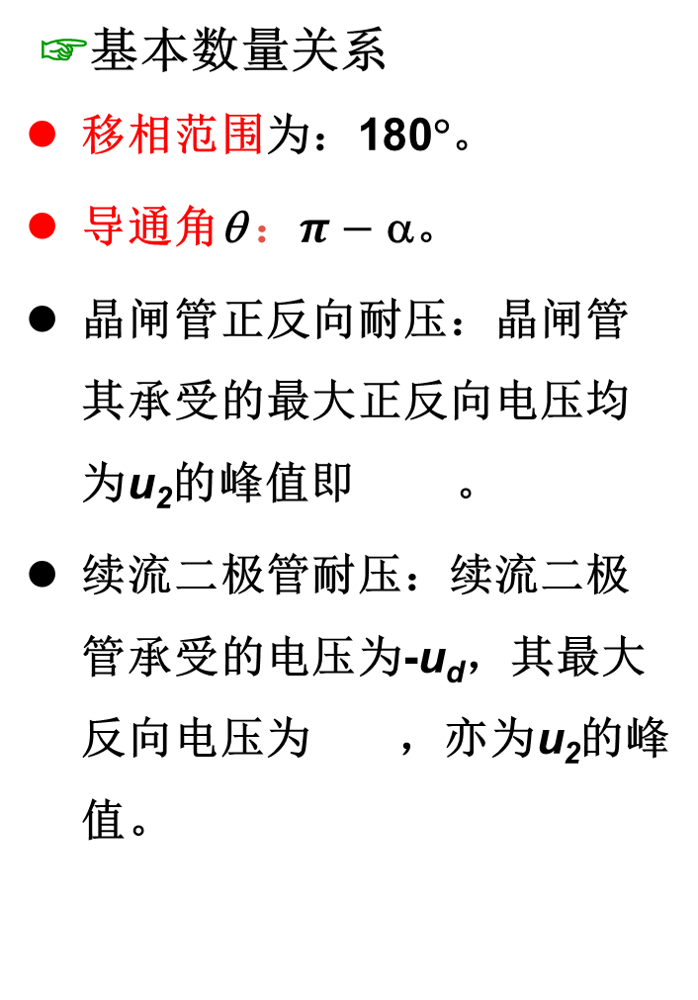 ☞基本数量关系
● 移相范围为：180°。
● 导通角θ：π − α。
● 晶闸管正反向耐压：晶闸管
其承受的最大正反向电压均
为u2的峰值即 。
● 续流二极管耐压：续流二极
管承受的电压为-ud，其最大
反向电压为 ，亦为u2的峰
值。